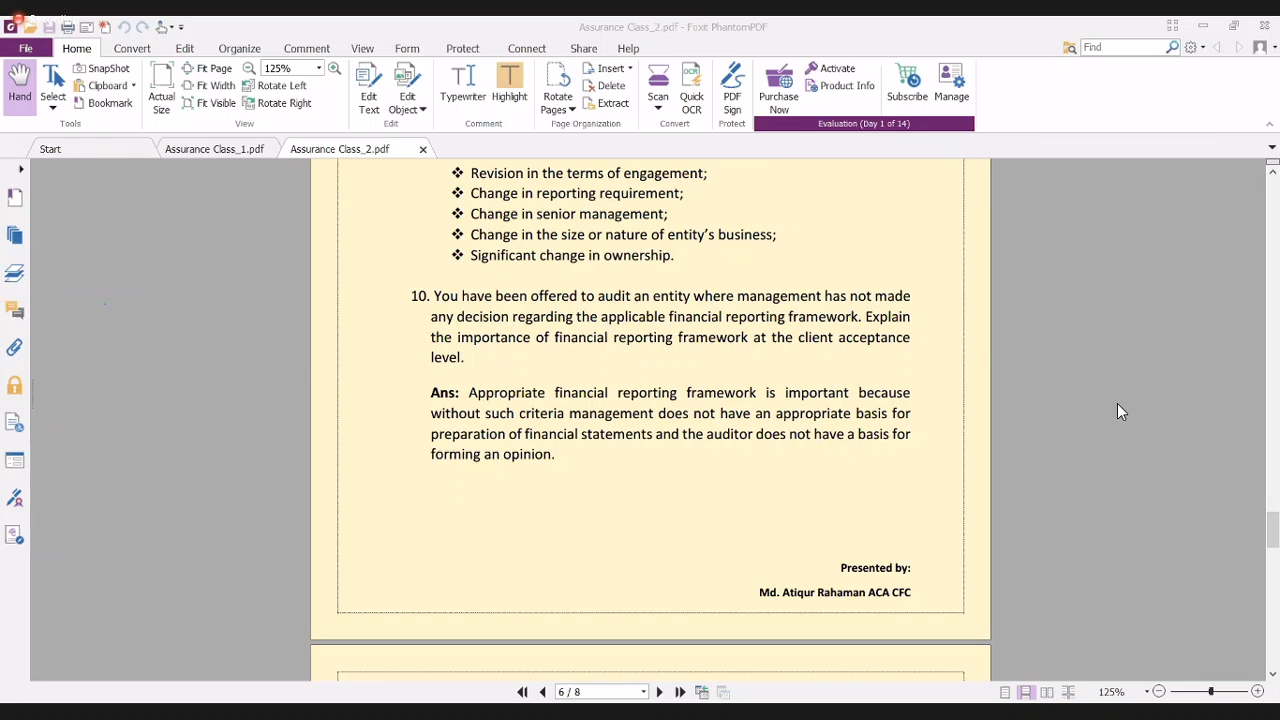 Assurance Class_2.pdf - Foxit PhantomPDF
File Home Convert Edit Organize Comment View Form Protect Connect Share Help Find
Hand Select SnapShot Clipboard Bookmark
Actual Size Fit Page Fit Width Fit Visible 125% Rotate Left Rotate Right
Edit Text Edit Object Typewriter Highlight
Rotate Pages Insert Delete Extract
Scan Quick OCR PDF Sign
Purchase Now Activate Product Info Subscribe Manage
Tools View Edit Comment Page Organization Convert Protect Evaluation (Day 1 of 14)
Start Assurance Class_1.pdf Assurance Class_2.pdf
❖ Revision in the terms of engagement;
❖ Change in reporting requirement;
❖ Change in senior management;
❖ Change in the size or nature of entity's business;
❖ Significant change in ownership.
10. You have been offered to audit an entity where management has not made
any decision regarding the applicable financial reporting framework. Explain
the importance of financial reporting framework at the client acceptance
level.
Ans: Appropriate financial reporting framework is important because
without such criteria management does not have an appropriate basis for
preparation of financial statements and the auditor does not have a basis for
forming an opinion.
Presented by:
Md. Atiqur Rahaman ACA CFC
6 / 8 125%